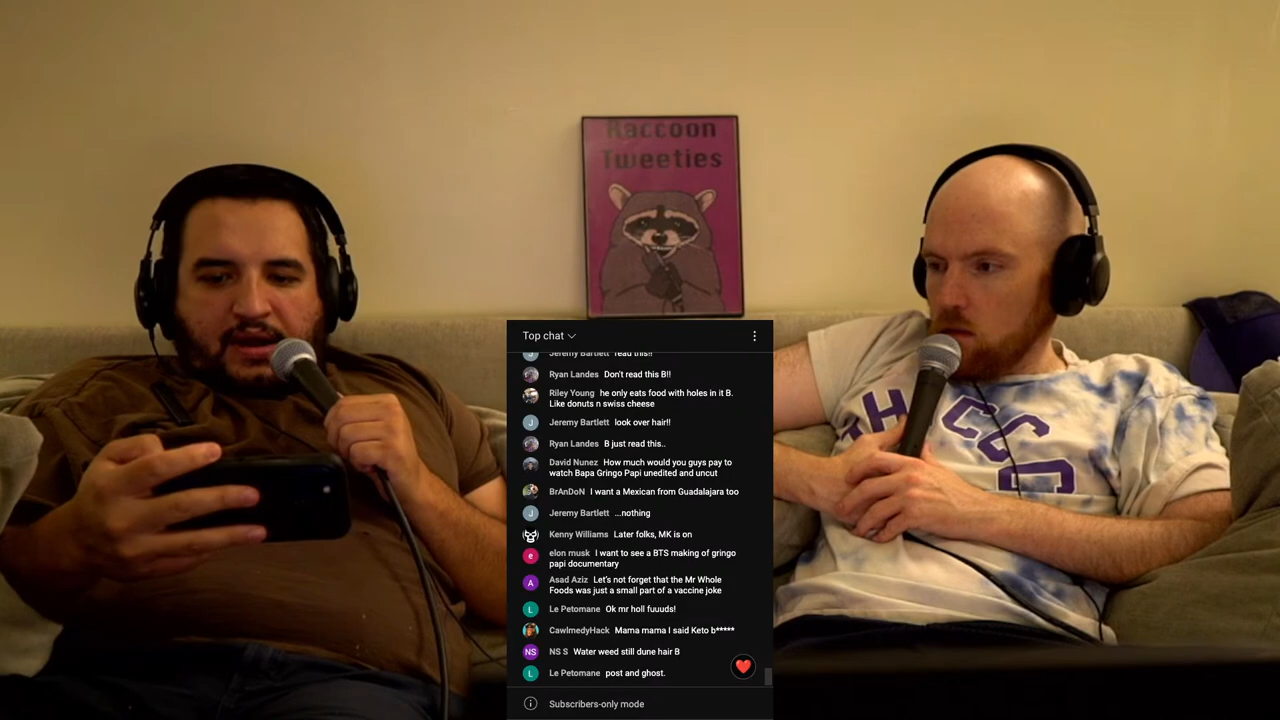 Raccoon
Tweeties
THCCC
Top chat
Jeremy Bartlett read this!!
Ryan Landes Don't read this B!!
Riley Young he only eats food with holes in it B.
Like donuts n swiss cheese
Jeremy Bartlett look over hair!!
Ryan Landes B just read this..
David Nunez How much would you guys pay to
watch Bapa Gringo Papi unedited and uncut
BrAnDoN I want a Mexican from Guadalajara too
Jeremy Bartlett ...nothing
Kenny Williams Later folks, MK is on
e elon musk I want to see a BTS making of gringo
papi documentary
A Asad Aziz Let's not forget that the Mr Whole
Foods was just a small part of a vaccine joke
L Le Petomane Ok mr holl fuuuds!
CawlmedyHack Mama mama I said Keto b*****
NS NS S Water weed still dune hair B
L Le Petomane post and ghost.
Subscribers-only mode